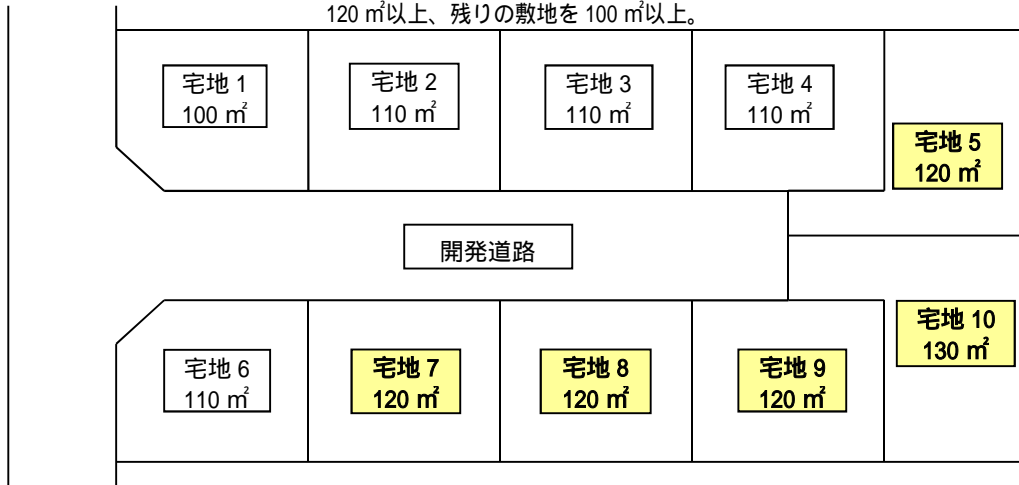 120 ㎡以上、残りの敷地を 100 ㎡以上。
宅地 1
100 ㎡
宅地 2
110 ㎡
宅地 3
110 ㎡
宅地 4
110 ㎡
宅地 5
120 ㎡
開発道路
宅地 6
110 ㎡
宅地 7
120 ㎡
宅地 8
120 ㎡
宅地 9
120 ㎡
宅地 10
130 ㎡